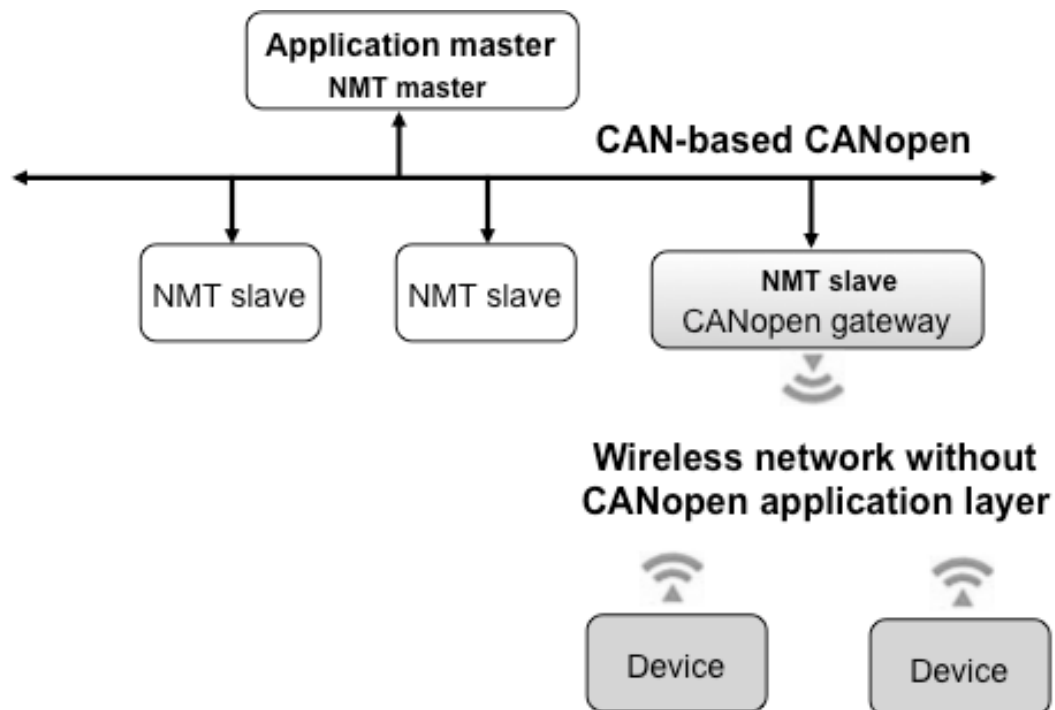 Application master
NMT master
CAN-based CANopen
NMT slave
NMT slave
NMT slave
CANopen gateway
Wireless network without
CANopen application layer
Device
Device